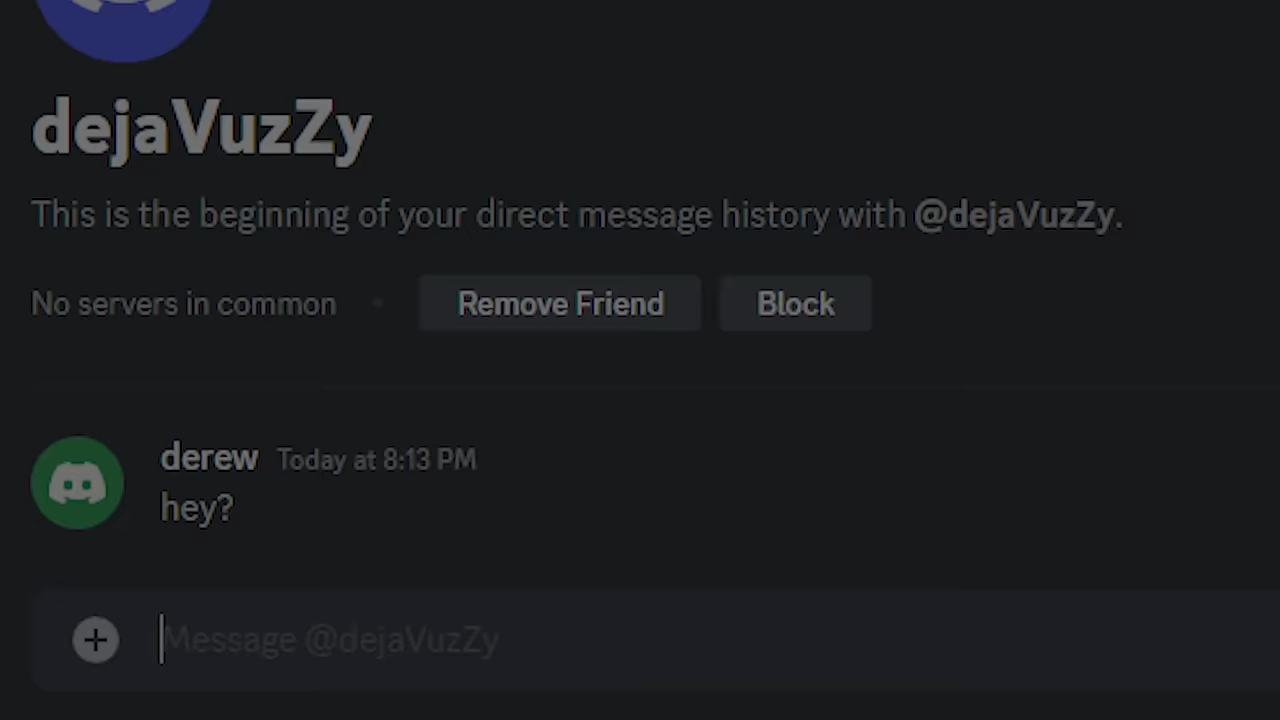 dejaVuzZy
This is the beginning of your direct message history with @dejaVuzZy.
No servers in common
Remove Friend
Block
derew Today at 8:13 PM
hey?
Message @dejaVuzZy